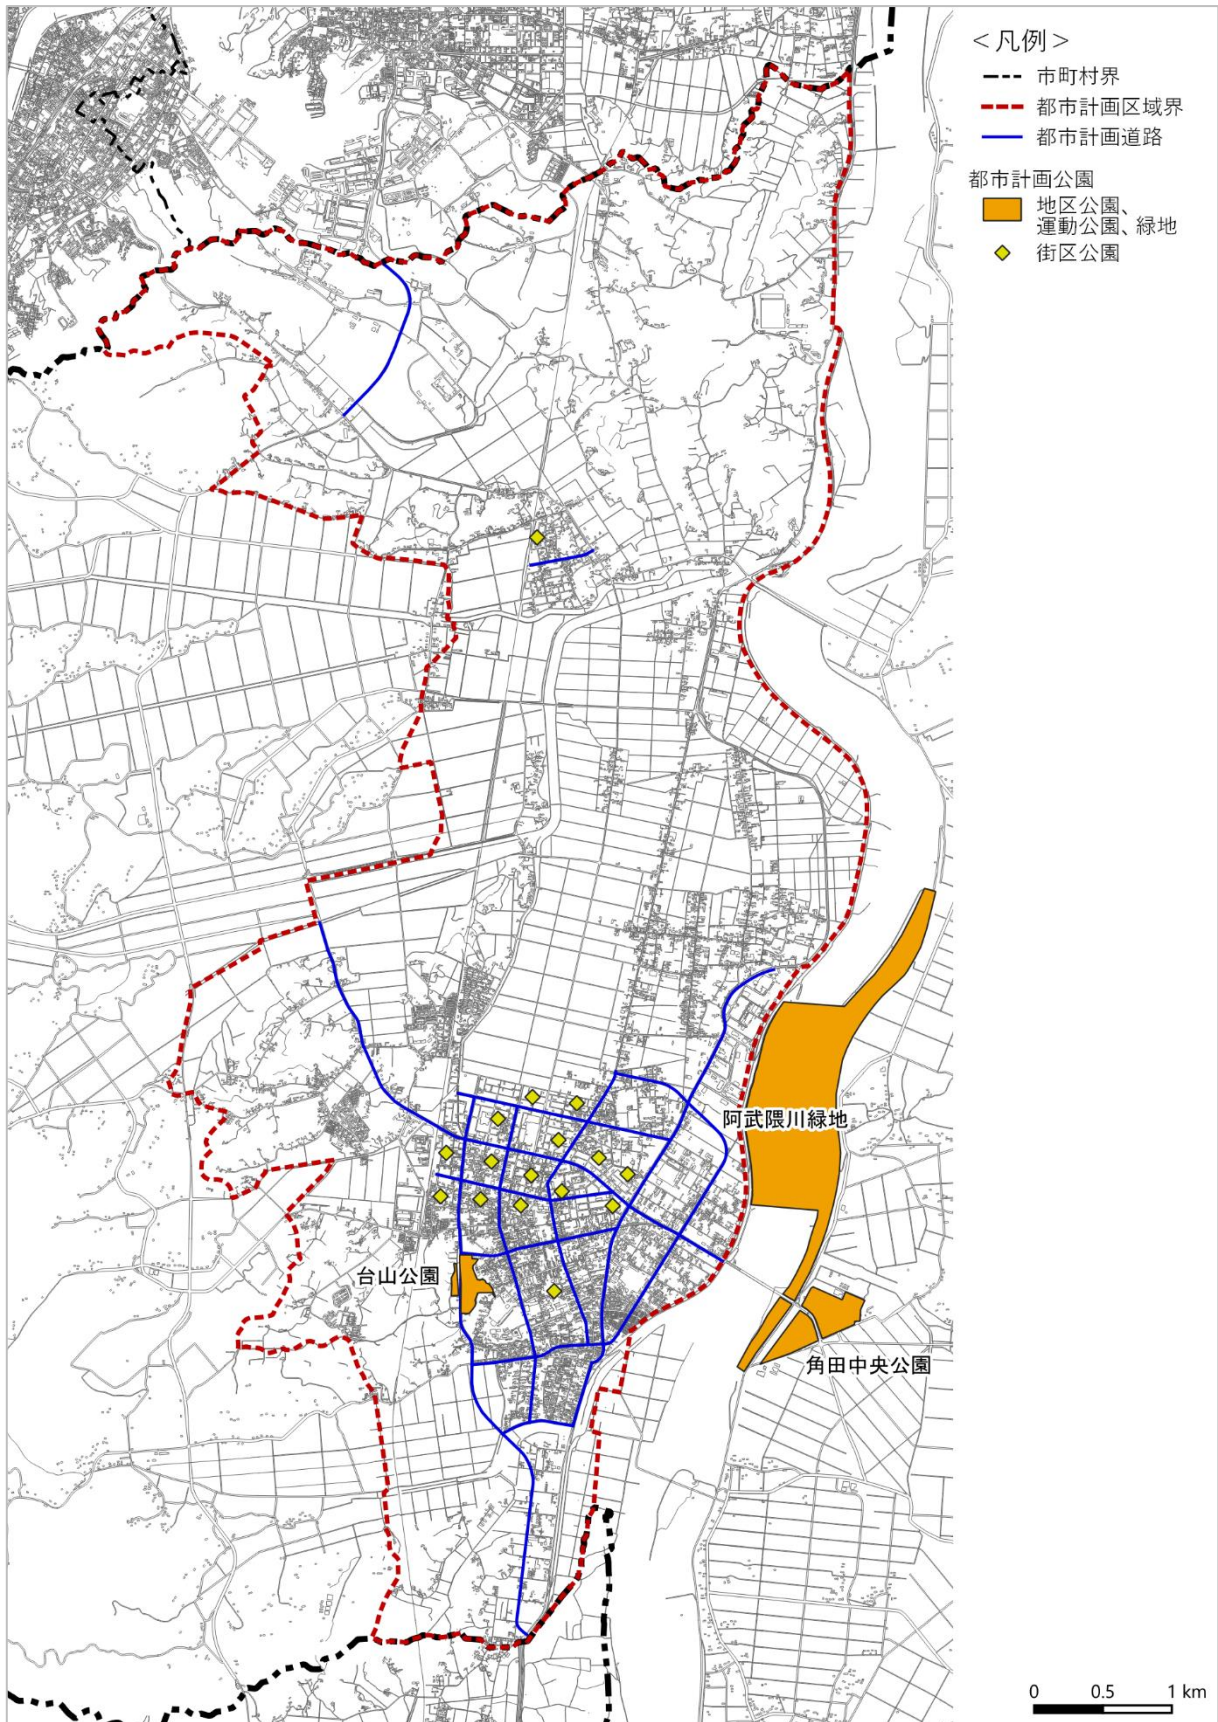 ＜凡例＞
市町村界
都市計画区域界
都市計画道路
都市計画公園
地区公園、
運動公園、緑地
街区公園
阿武隈川緑地
台山公園
角田中央公園
0 0.5 1 km